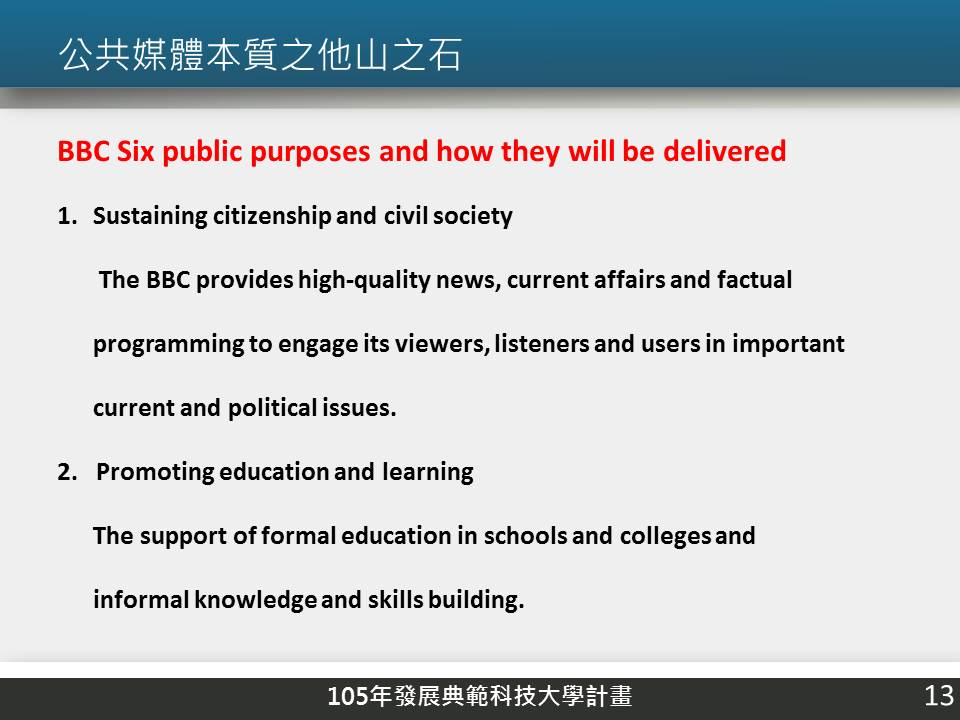 公共媒體本質之他山之石
BBC Six public purposes and how they will be delivered
1. Sustaining citizenship and civil society
The BBC provides high-quality news, current affairs and factual
programming to engage its viewers, listeners and users in important
current and political issues.
2. Promoting education and learning
The support of formal education in schools and colleges and
informal knowledge and skills building.
105年發展典範科技大學計畫
13